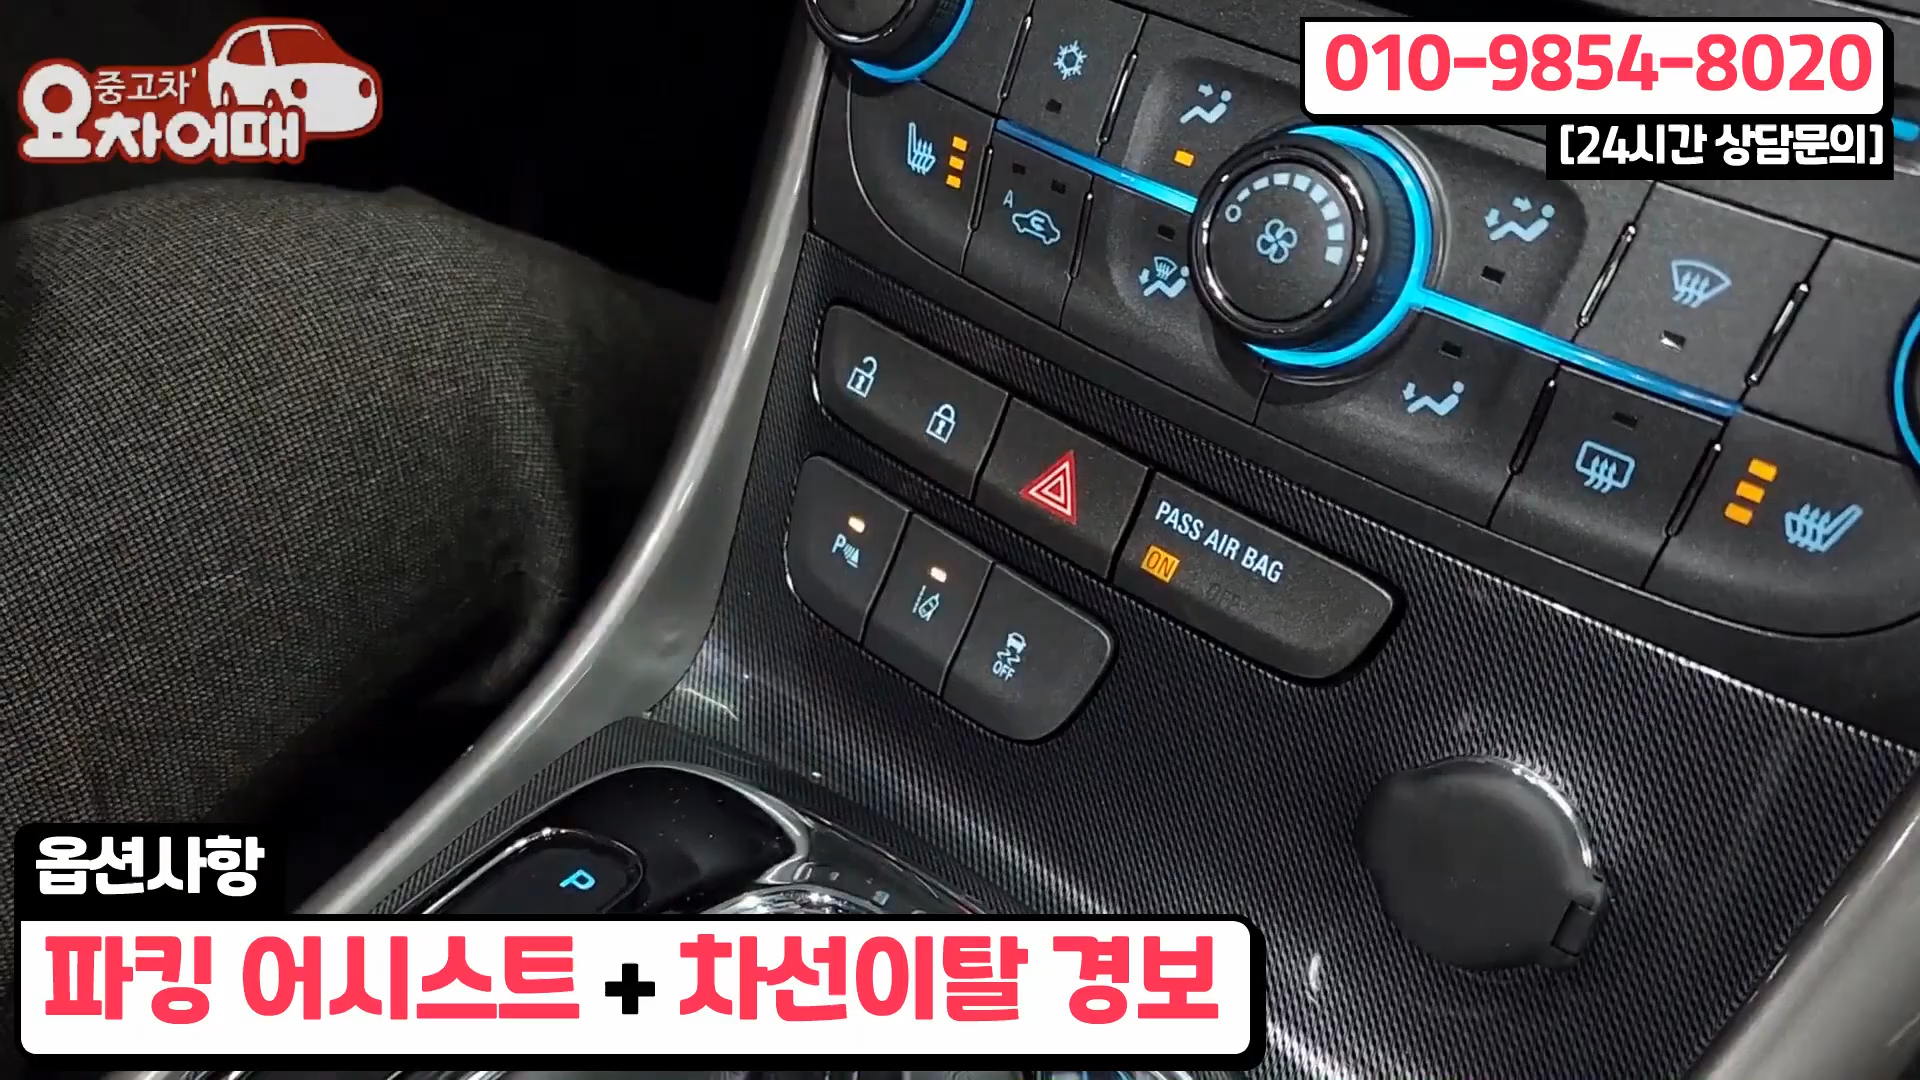 중고차'
요차어때
010-9854-8020
[24시간 상담문의]
A
PASS AIR BAG
ON
OFF
P
OFF
P
옵션사항
파킹 어시스트 + 차선이탈 경보